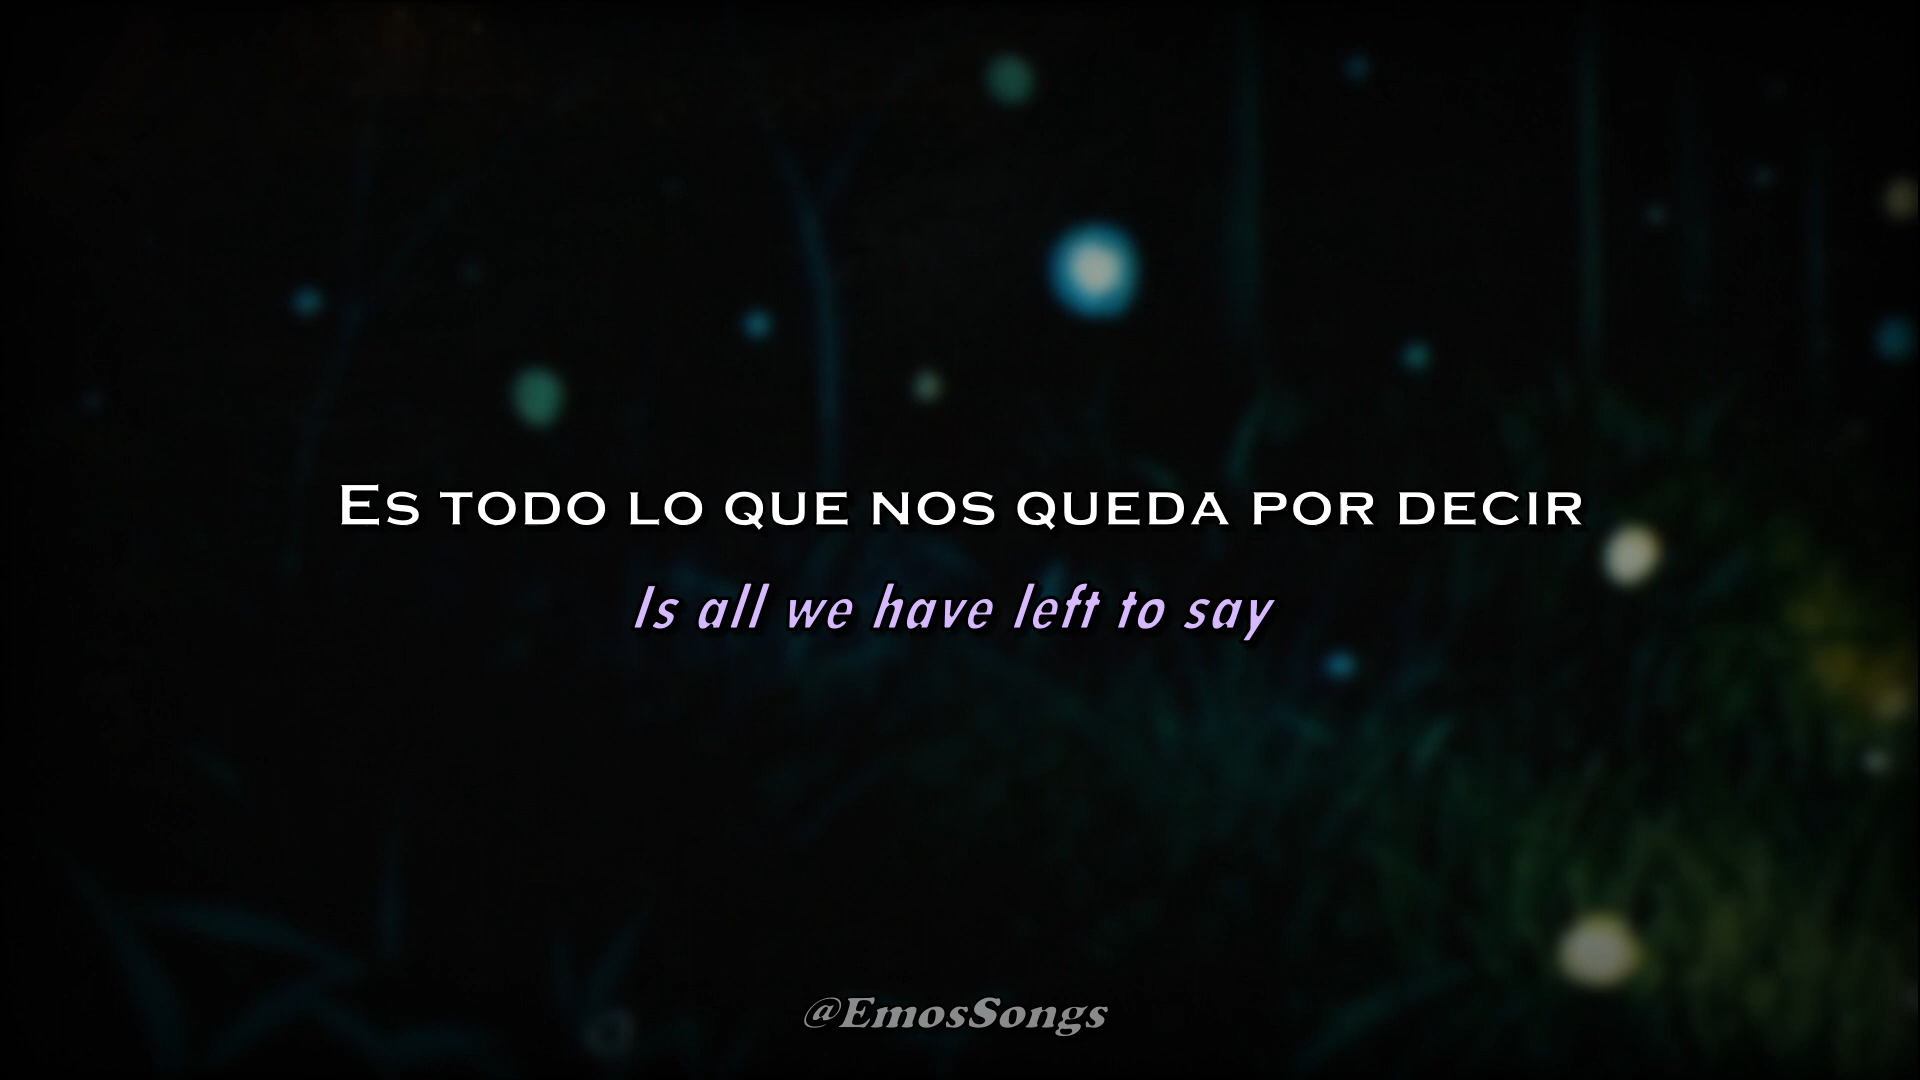 Es todo lo que nos queda por decir
Is all we have left to say
@EmosSongs